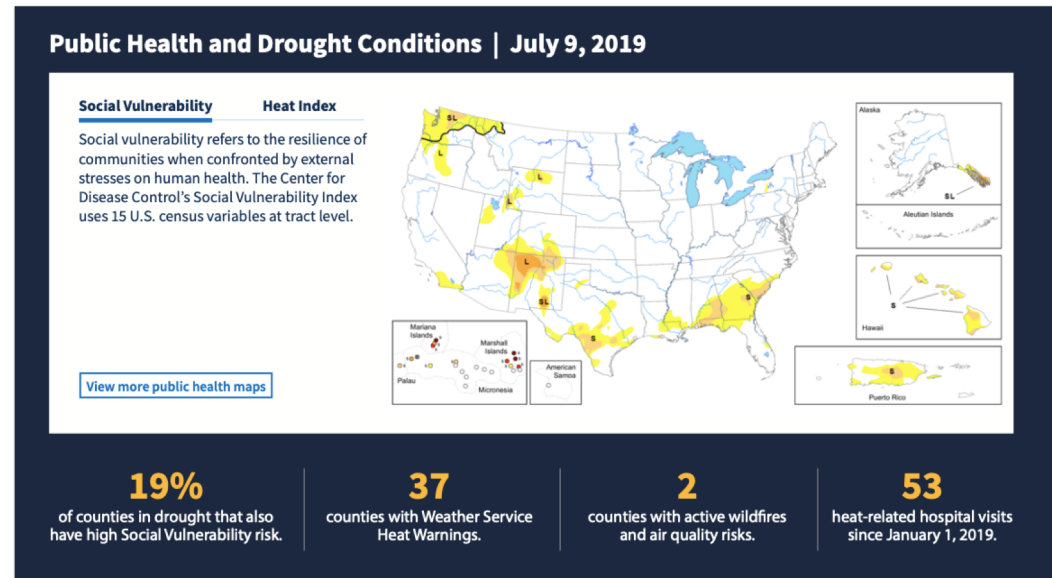 Public Health and Drought Conditions | July 9, 2019
Social Vulnerability
Heat Index
Social vulnerability refers to the resilience of
communities when confronted by external
stresses on human health. The Center for
Disease Control's Social Vulnerability Index
uses 15 U.S. census variables at tract level.
View more public health maps
SL
L
L
L
L
SL
S
S
Mariana
Islands
Marshall
Islands
Palau
Micronesia
American
Samoa
Alaska
SL
Aleutian Islands
S
Hawaii
S
Puerto Rico
19%
of counties in drought that also
have high Social Vulnerability risk.
37
counties with Weather Service
Heat Warnings.
2
counties with active wildfires
and air quality risks.
53
heat-related hospital visits
since January 1, 2019.